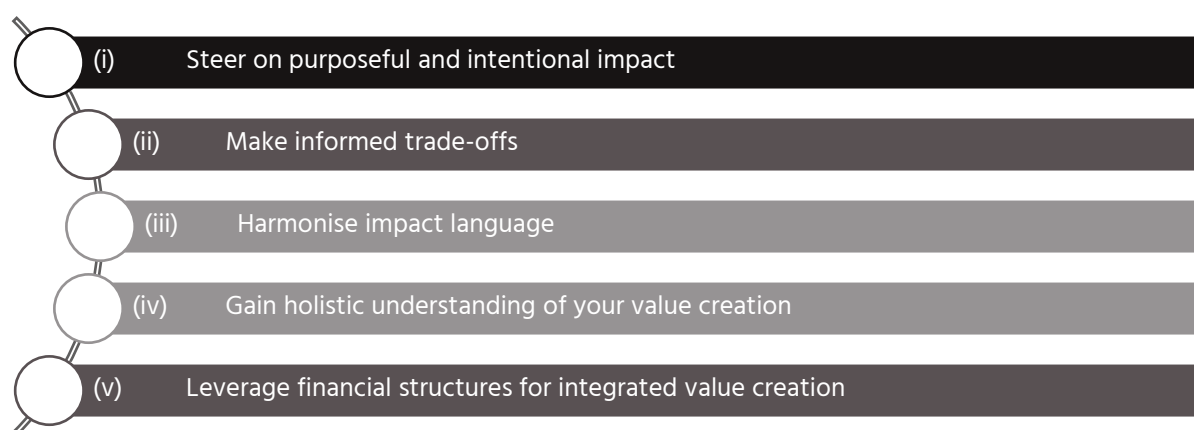 (i) Steer on purposeful and intentional impact
(ii) Make informed trade-offs
(iii) Harmonise impact language
(iv) Gain holistic understanding of your value creation
(v) Leverage financial structures for integrated value creation